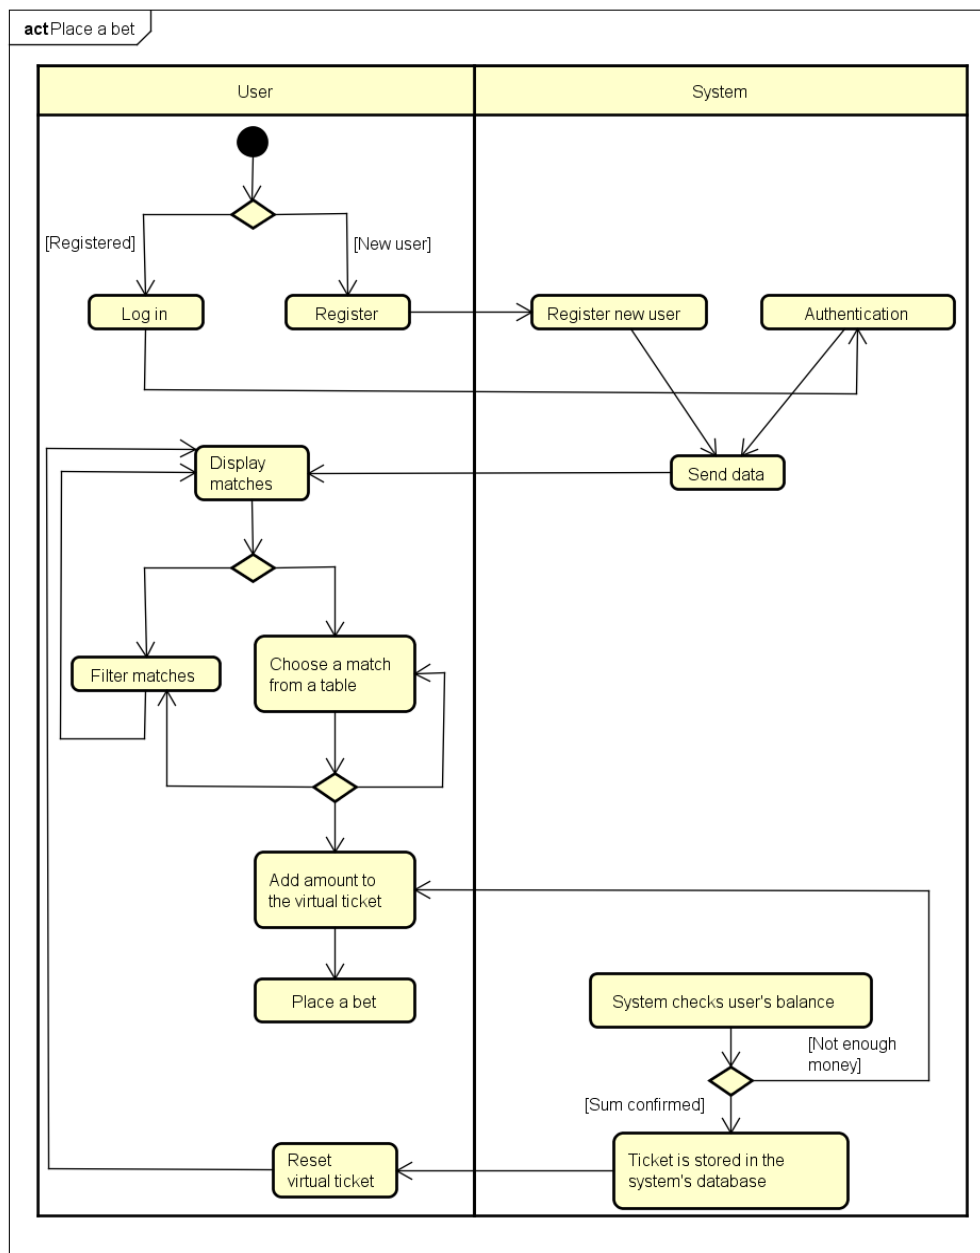 act Place a bet
User
System
[Registered]
[New user]
Log in
Register
Register new user
Authentication
Display
matches
Send data
Filter matches
Choose a match
from a table
Add amount to
the virtual ticket
Place a bet
System checks user's balance
[Not enough
money]
[Sum confirmed]
Reset
virtual ticket
Ticket is stored in the
system's database